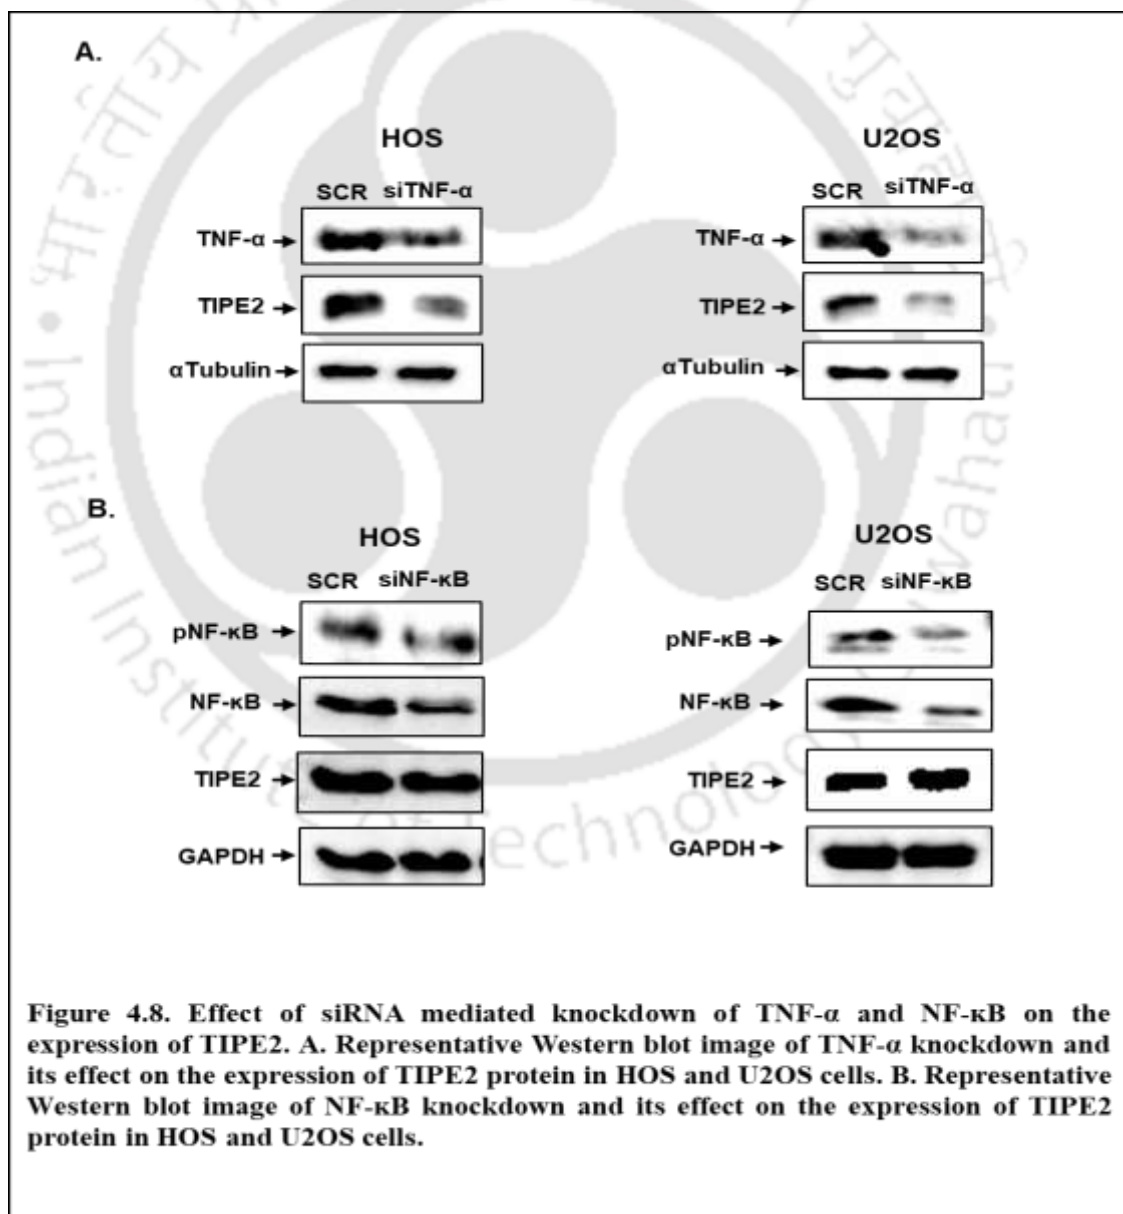 A.
HOS
U2OS
SCR siTNF-α
SCR siTNF-α
TNF-α
TNF-α
TIPE2
TIPE2
αTubulin
αTubulin
B.
HOS
U2OS
SCR siNF-κB
SCR siNF-κB
pNF-κB
pNF-κB
NF-κB
NF-κB
TIPE2
TIPE2
GAPDH
GAPDH
Figure 4.8. Effect of siRNA mediated knockdown of TNF-α and NF-κB on the
expression of TIPE2. A. Representative Western blot image of TNF-α knockdown and
its effect on the expression of TIPE2 protein in HOS and U2OS cells. B. Representative
Western blot image of NF-κB knockdown and its effect on the expression of TIPE2
protein in HOS and U2OS cells.
Indian Institute of Technology